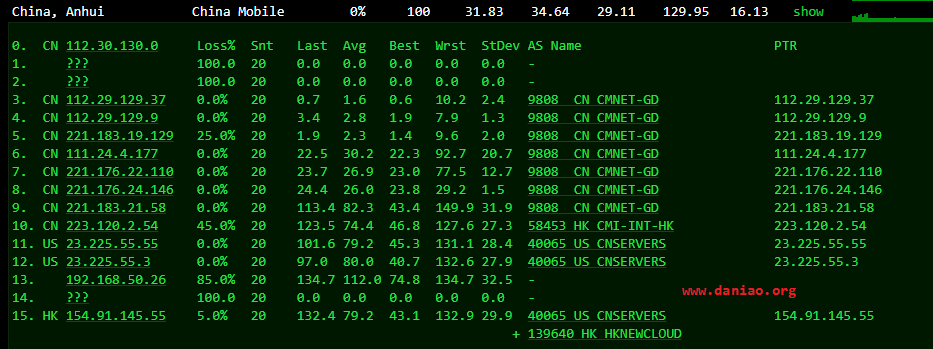 China, Anhui China Mobile 0% 100 31.83 34.64 29.11 129.95 16.13 show
0. CN 112.30.130.0 Loss% Snt Last Avg Best Wrst StDev AS Name PTR
1. ??? 100.0 20 0.0 0.0 0.0 0.0 0.0 -
2. ??? 100.0 20 0.0 0.0 0.0 0.0 0.0 -
3. CN 112.29.129.37 0.0% 20 0.7 1.6 0.6 10.2 2.4 9808 CN CMNET-GD 112.29.129.37
4. CN 112.29.129.9 0.0% 20 3.4 2.8 1.9 7.9 1.3 9808 CN CMNET-GD 112.29.129.9
5. CN 221.183.19.129 25.0% 20 1.9 2.3 1.4 9.6 2.0 9808 CN CMNET-GD 221.183.19.129
6. CN 111.24.4.177 0.0% 20 22.5 30.2 22.3 92.7 20.7 9808 CN CMNET-GD 111.24.4.177
7. CN 221.176.22.110 0.0% 20 23.7 26.9 23.0 77.5 12.7 9808 CN CMNET-GD 221.176.22.110
8. CN 221.176.24.146 0.0% 20 24.4 26.0 23.8 29.2 1.5 9808 CN CMNET-GD 221.176.24.146
9. CN 221.183.21.58 0.0% 20 113.4 82.3 43.4 149.9 31.9 9808 CN CMNET-GD 221.183.21.58
10. CN 223.120.2.54 45.0% 20 123.5 74.4 46.8 127.6 27.3 58453 HK CMI-INT-HK 223.120.2.54
11. US 23.225.55.55 0.0% 20 101.6 79.2 45.3 131.1 28.4 40065 US CNSERVERS 23.225.55.55
12. US 23.225.55.3 0.0% 20 97.0 80.0 40.7 132.6 27.9 40065 US CNSERVERS 23.225.55.3
13. 192.168.50.26 85.0% 20 134.7 112.0 74.8 134.7 32.5 -
www.daniao.org
14. ??? 100.0 20 0.0 0.0 0.0 0.0 0.0 -
15. HK 154.91.145.55 5.0% 20 132.4 79.2 43.1 132.9 29.9 40065 US CNSERVERS 154.91.145.55
+ 139640 HK HKNEWCLOUD